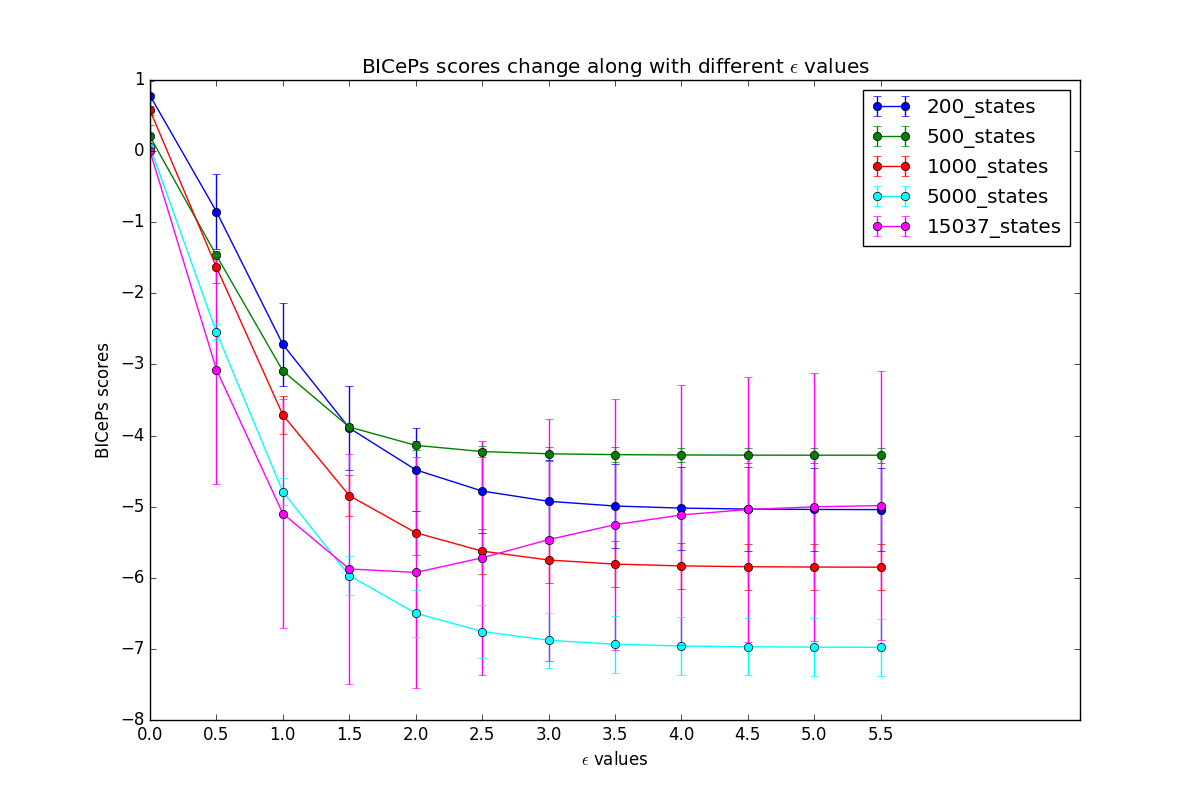 BICePs scores change along with different ϵ values
1
0
−1
−2
−3
−4
−5
−6
−7
−8
BICePs scores
0.0 0.5 1.0 1.5 2.0 2.5 3.0 3.5 4.0 4.5 5.0 5.5
ϵ values
200_states
500_states
1000_states
5000_states
15037_states